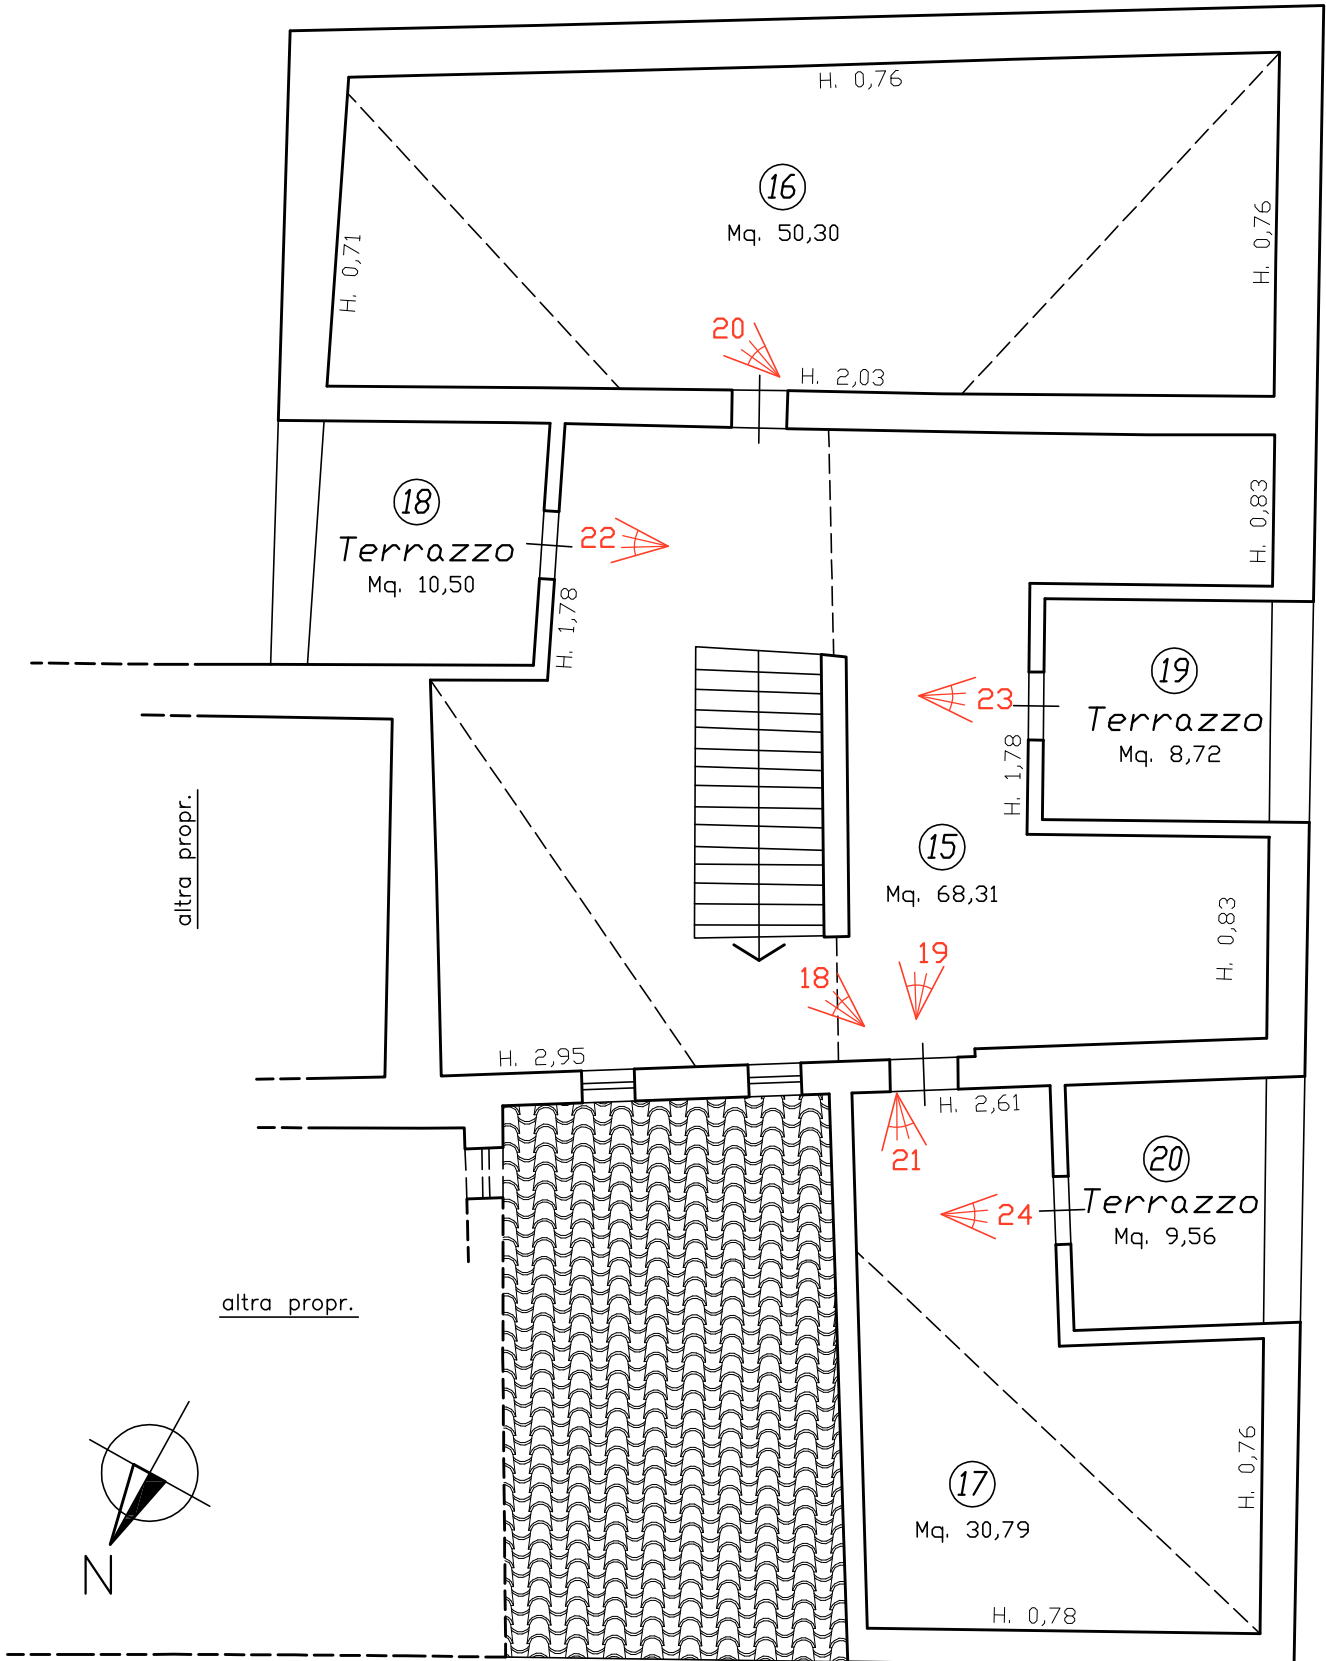 H. 0,76
16
Mq. 50,30
H. 0,71
H. 0,76
20
H. 2,03
18
Terrazzo
Mq. 10,50
22
H. 1,78
H. 0,83
19
Terrazzo
Mq. 8,72
23
H. 1,78
altra propr.
15
Mq. 68,31
H. 0,83
18
19
H. 2,95
H. 2,61
21
20
Terrazzo
Mq. 9,56
24
altra propr.
17
Mq. 30,79
H. 0,76
H. 0,78
N